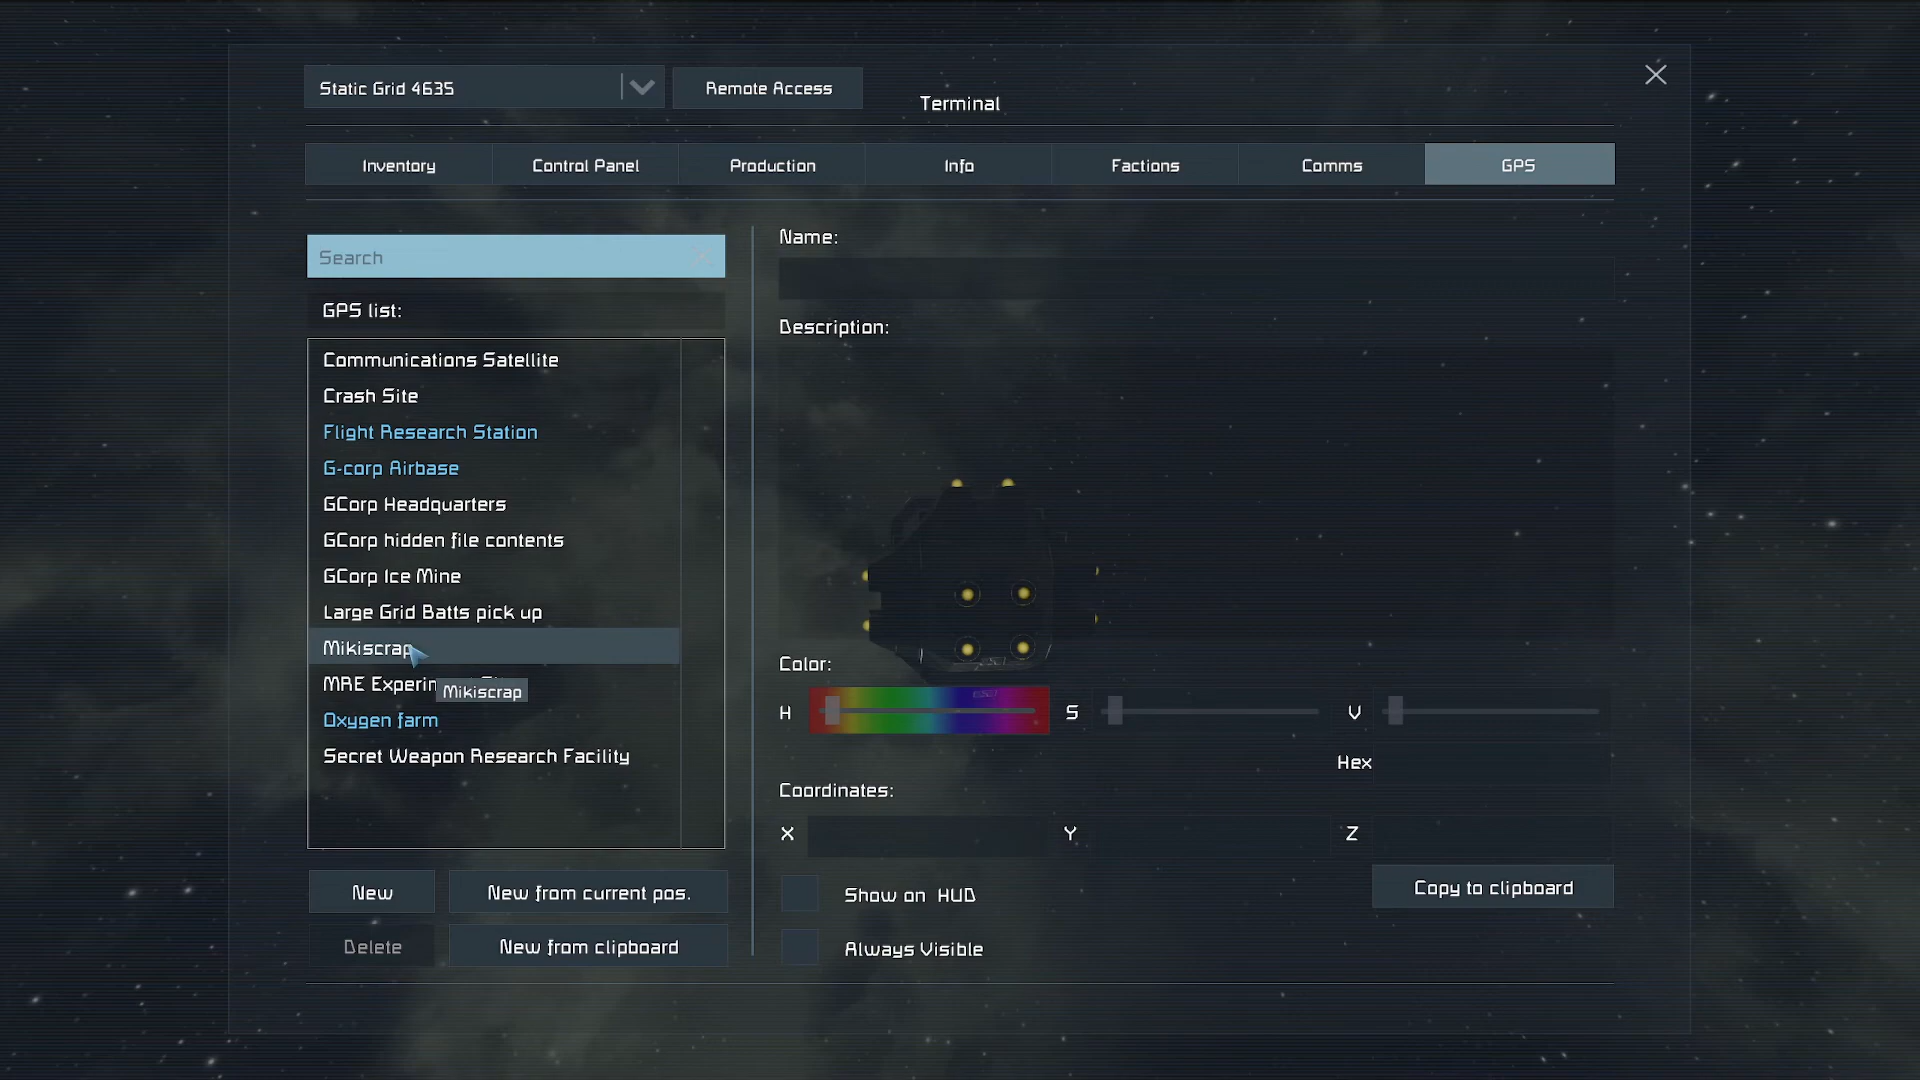 Static Grid 4635
Remote Access
Terminal
Inventory
Control Panel
Production
Info
Factions
Comms
GPS
Search
GPS list:
Communications Satellite
Crash Site
Flight Research Station
G-corp Airbase
GCorp Headquarters
GCorp hidden file contents
GCorp Ice Mine
Large Grid Batts pick up
Mikiscrap
MRE
Mikiscrap
Oxygen farm
Secret Weapon Research Facility
New
New from current pos.
Delete
New from clipboard
Name:
Description:
Color:
H
S
V
Hex
Coordinates:
X
Y
Z
Show on HUD
Copy to clipboard
Always Visible